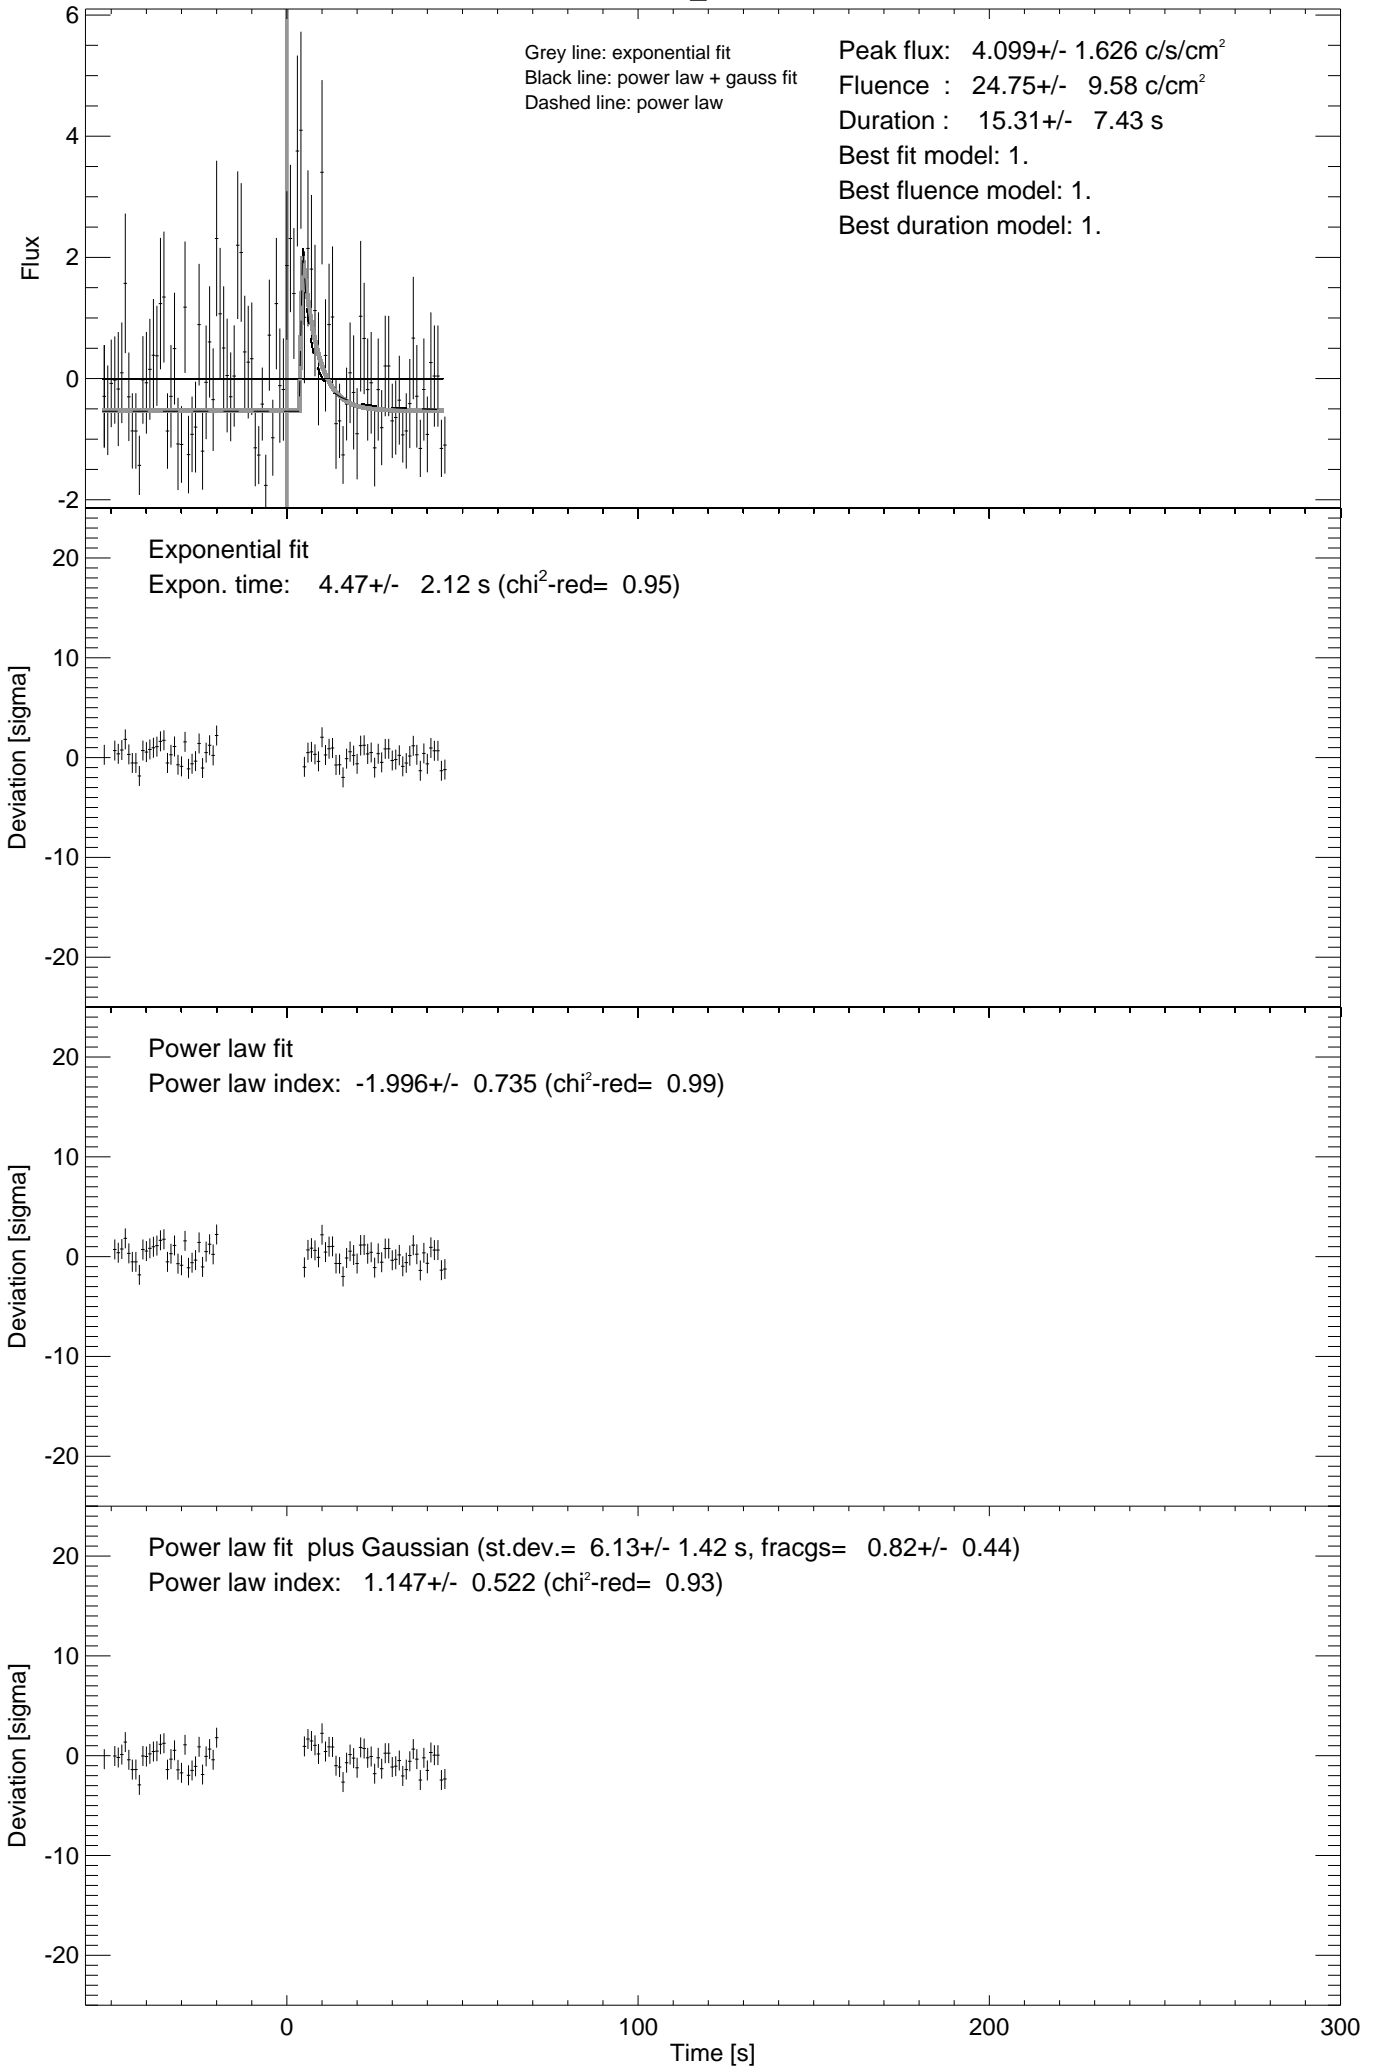 6
4
2
0
-2
Flux
Grey line: exponential fit
Black line: power law + gauss fit
Dashed line: power law
Peak flux: 4.099+/- 1.626 c/s/cm²
Fluence : 24.75+/- 9.58 c/cm²
Duration : 15.31+/- 7.43 s
Best fit model: 1.
Best fluence model: 1.
Best duration model: 1.
20
10
0
-10
-20
Deviation [sigma]
Exponential fit
Expon. time: 4.47+/- 2.12 s (chi²-red= 0.95)
20
10
0
-10
-20
Deviation [sigma]
Power law fit
Power law index: -1.996+/- 0.735 (chi²-red= 0.99)
20
10
0
-10
-20
Deviation [sigma]
Power law fit plus Gaussian (st.dev.= 6.13+/- 1.42 s, fracgs= 0.82+/- 0.44)
Power law index: 1.147+/- 0.522 (chi²-red= 0.93)
0 100 200 300
Time [s]